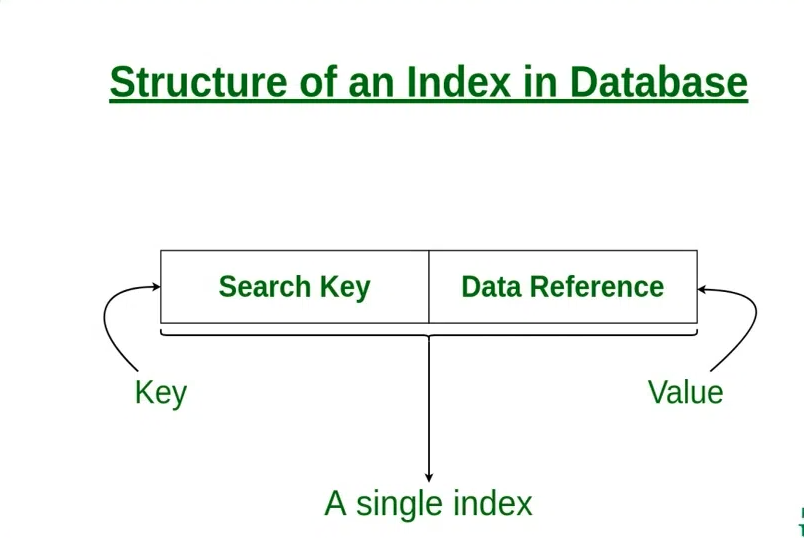 Structure of an Index in Database
Search Key Data Reference
Key Value
A single index